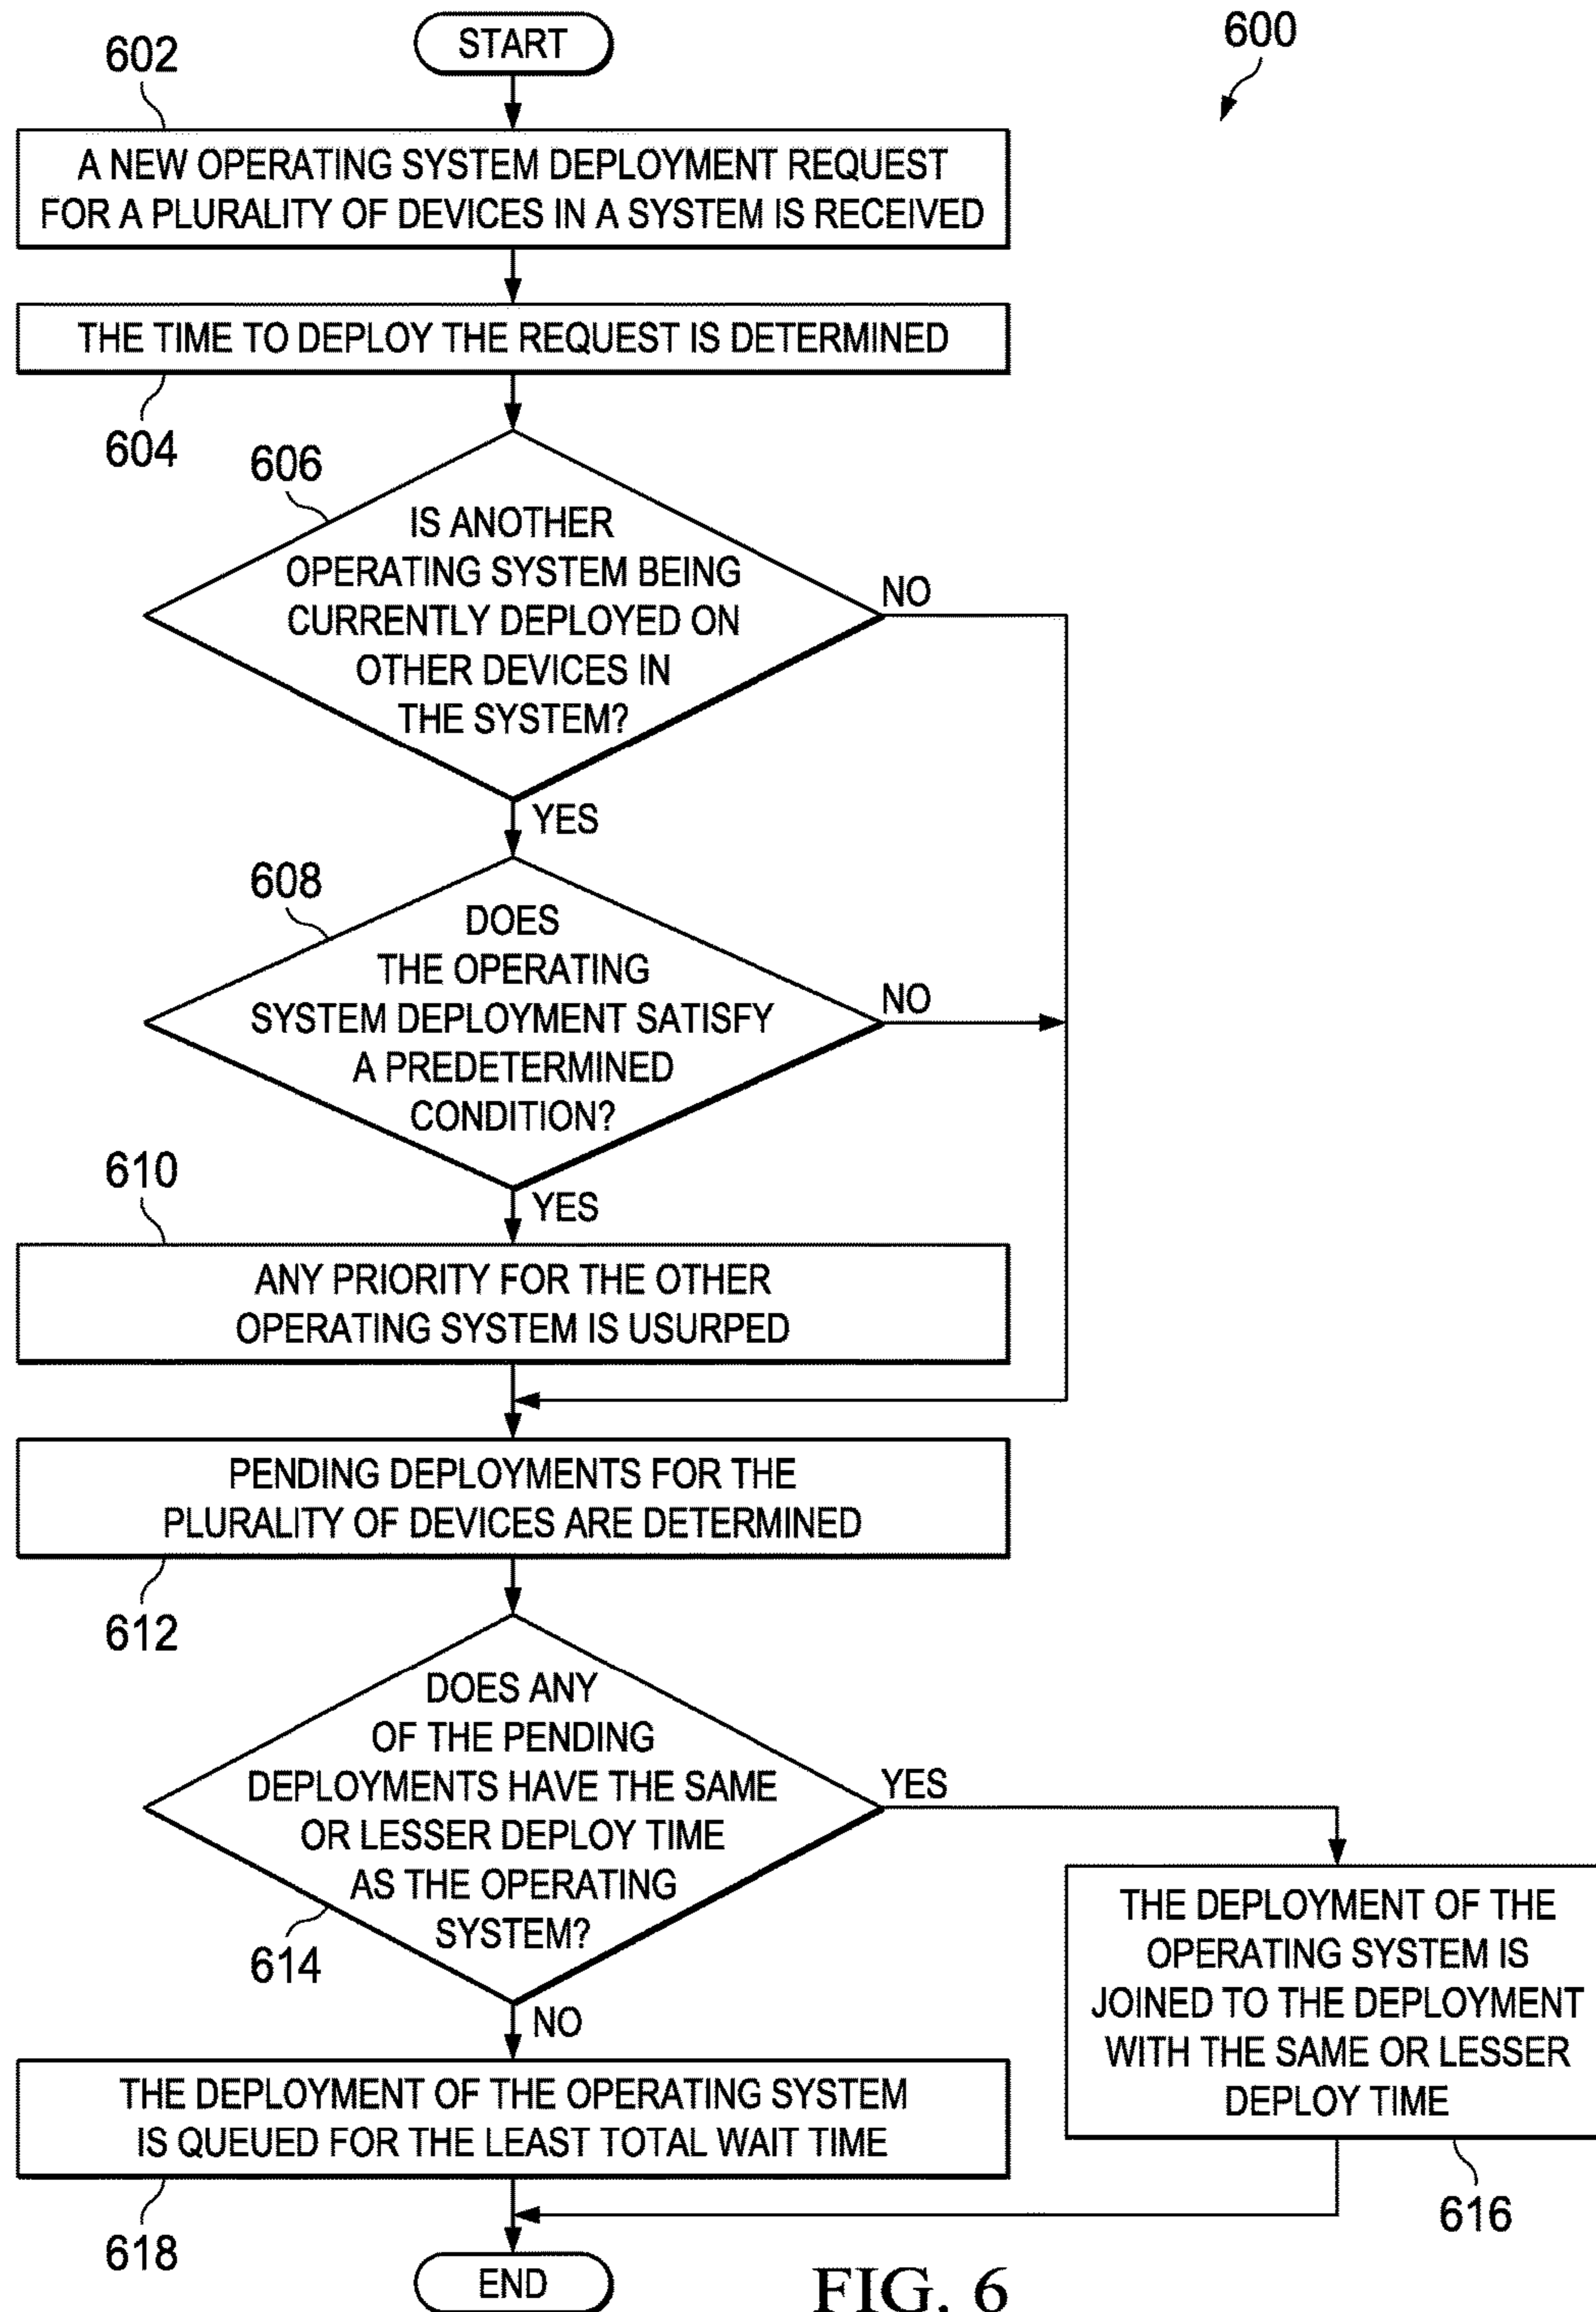 START
600
602
A NEW OPERATING SYSTEM DEPLOYMENT REQUEST
FOR A PLURALITY OF DEVICES IN A SYSTEM IS RECEIVED
THE TIME TO DEPLOY THE REQUEST IS DETERMINED
604
606
IS ANOTHER
OPERATING SYSTEM BEING
CURRENTLY DEPLOYED ON
OTHER DEVICES IN
THE SYSTEM?
NO
YES
608
DOES
THE OPERATING
SYSTEM DEPLOYMENT SATISFY
A PREDETERMINED
CONDITION?
NO
YES
610
ANY PRIORITY FOR THE OTHER
OPERATING SYSTEM IS USURPED
PENDING DEPLOYMENTS FOR THE
PLURALITY OF DEVICES ARE DETERMINED
612
DOES ANY
OF THE PENDING
DEPLOYMENTS HAVE THE SAME
OR LESSER DEPLOY TIME
AS THE OPERATING
SYSTEM?
614
YES
NO
THE DEPLOYMENT OF THE
OPERATING SYSTEM IS
JOINED TO THE DEPLOYMENT
WITH THE SAME OR LESSER
DEPLOY TIME
616
THE DEPLOYMENT OF THE OPERATING SYSTEM
IS QUEUED FOR THE LEAST TOTAL WAIT TIME
618
END
FIG. 6